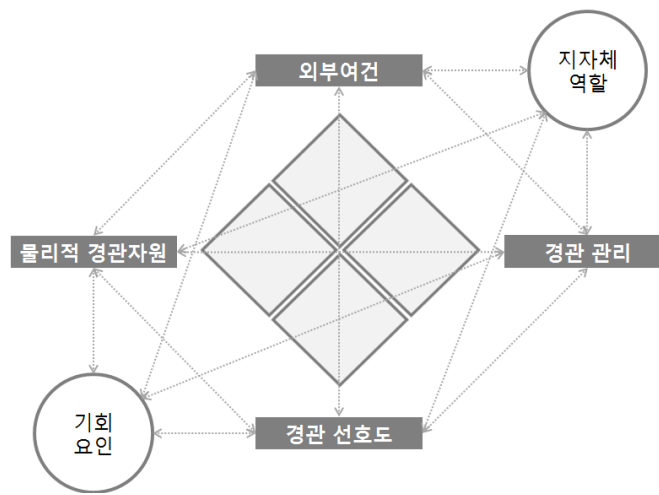 지자체
역할
외부여건
물리적 경관자원
경관 관리
기회
요인
경관 선호도